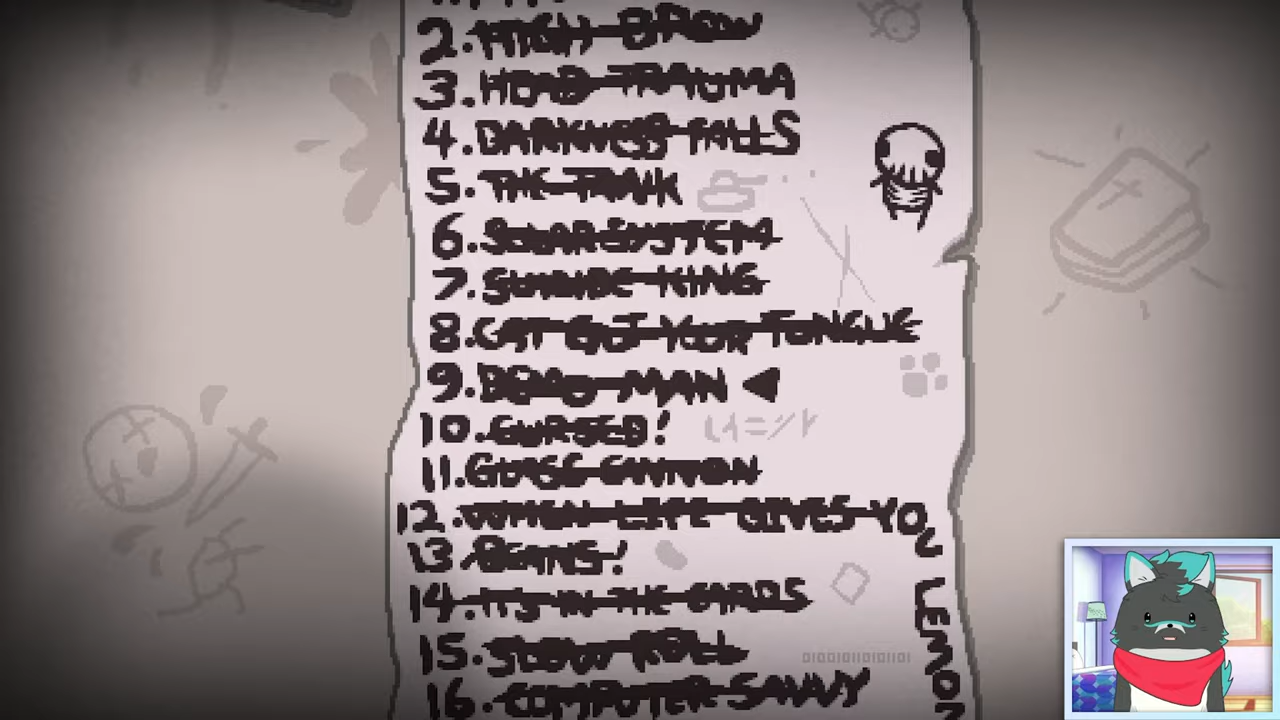 2. HIGH BROW
3. HEAD TRAUMA
4. DARKNESS FALLS
5. THE TANK
6. SOLAR SYSTEM
7. SUICIDE KING
8. CAT GOT YOUR TONGUE
9. DEMO MAN
10. CURSED!
11. GLASS CANNON
12. WHEN LIFE GIVES YOU LEMON
13 BEANS!
14. ITS IN THE CARDS
15. SLOW ROLL
16. COMPUTER SAVVY